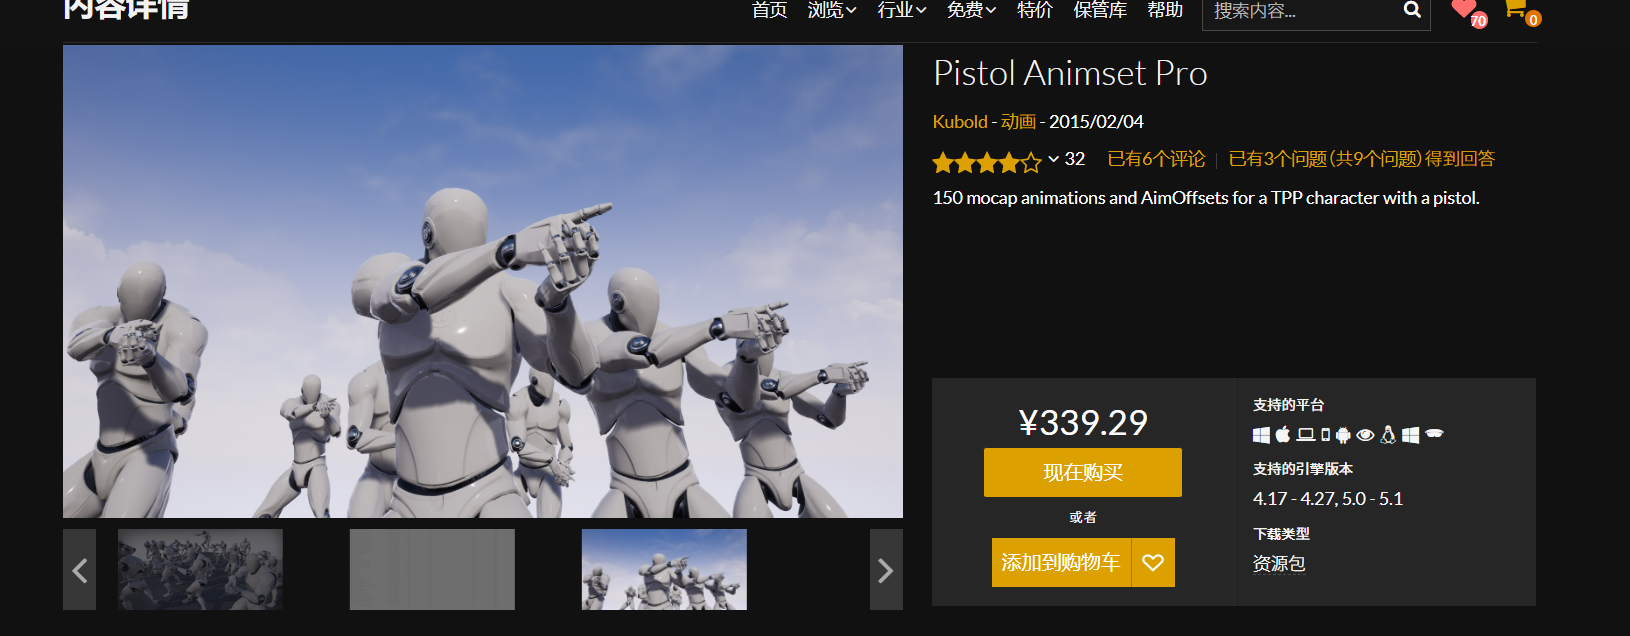 内容详情
首页 浏览 行业 免费 特价 保管库 帮助 搜索内容... 70 0
Pistol Animset Pro
Kubold - 动画 - 2015/02/04
32 已有6个评论 | 已有3个问题 (共9个问题) 得到回答
150 mocap animations and AimOffsets for a TPP character with a pistol.
¥339.29
现在购买
或者
添加到购物车
支持的平台
支持的引擎版本
4.17 - 4.27, 5.0 - 5.1
下载类型
资源包